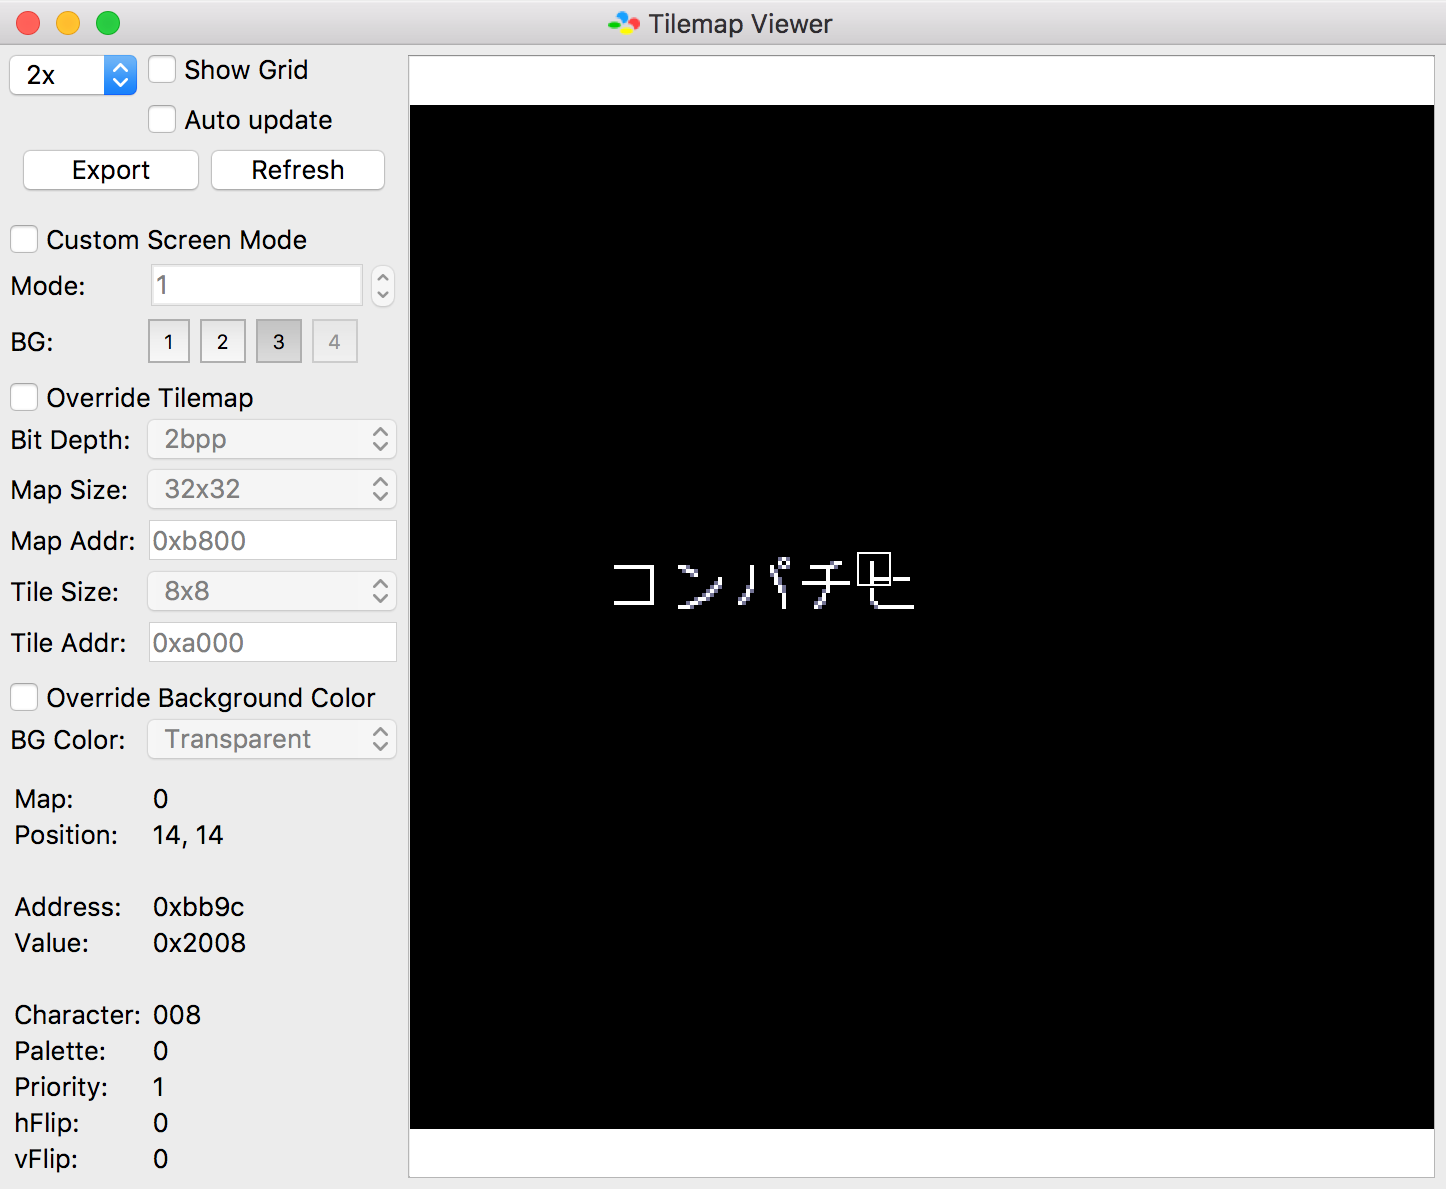 Tilemap Viewer
2x
Show Grid
Auto update
Export Refresh
Custom Screen Mode
Mode: 1
BG: 1 2 3 4
Override Tilemap
Bit Depth: 2bpp
Map Size: 32x32
Map Addr: 0xb800
Tile Size: 8x8
Tile Addr: 0xa000
Override Background Color
BG Color: Transparent
Map: 0
Position: 14, 14
Address: 0xbb9c
Value: 0x2008
Character: 008
Palette: 0
Priority: 1
hFlip: 0
vFlip: 0
コンパチヒ